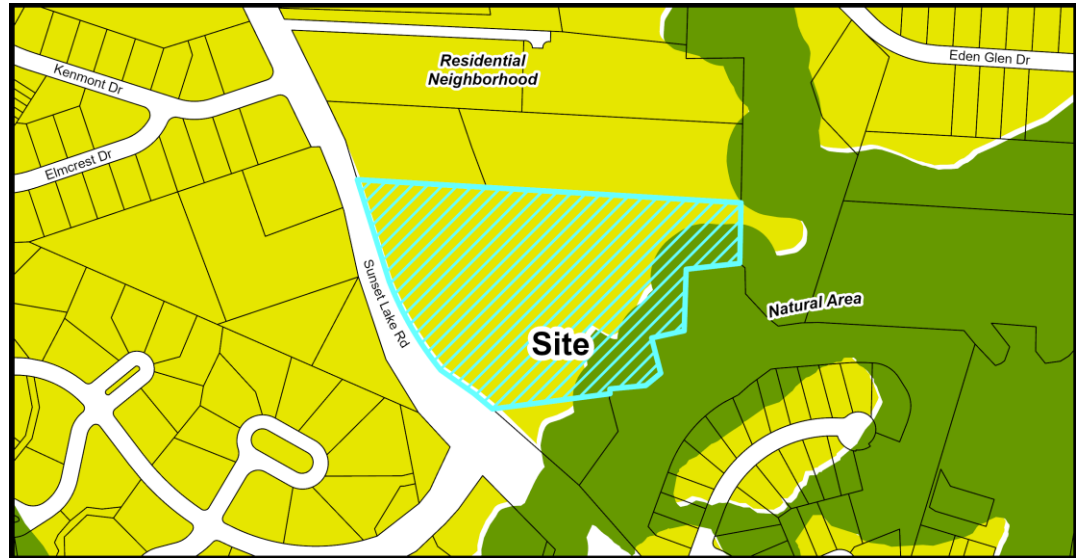 Residential
Neighborhood
Eden Glen Dr
Kenmont Dr
Elmcrest Dr
Sunset Lake Rd
Natural Area
Site